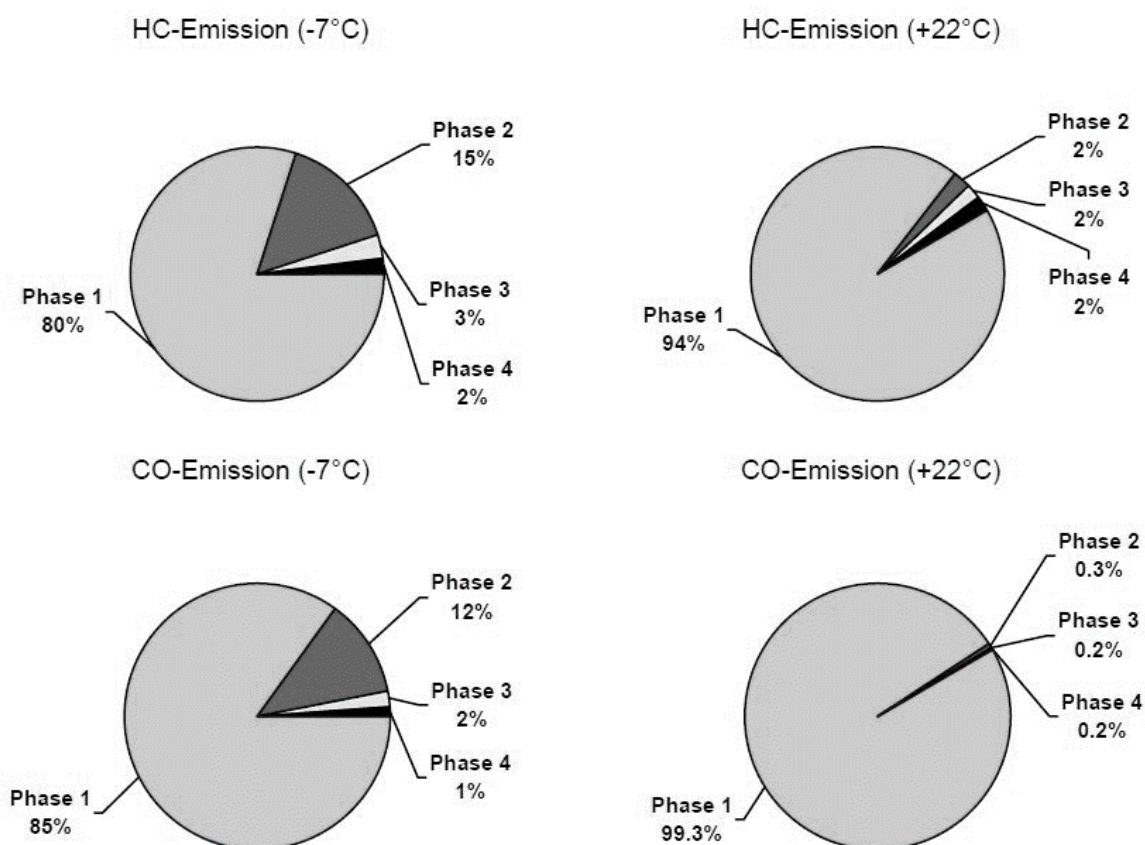 HC-Emission (-7°C)
Phase 2
15%
Phase 3
3%
Phase 4
2%
Phase 1
80%
HC-Emission (+22°C)
Phase 2
2%
Phase 3
2%
Phase 4
2%
Phase 1
94%
CO-Emission (-7°C)
Phase 2
12%
Phase 3
2%
Phase 4
1%
Phase 1
85%
CO-Emission (+22°C)
Phase 2
0.3%
Phase 3
0.2%
Phase 4
0.2%
Phase 1
99.3%